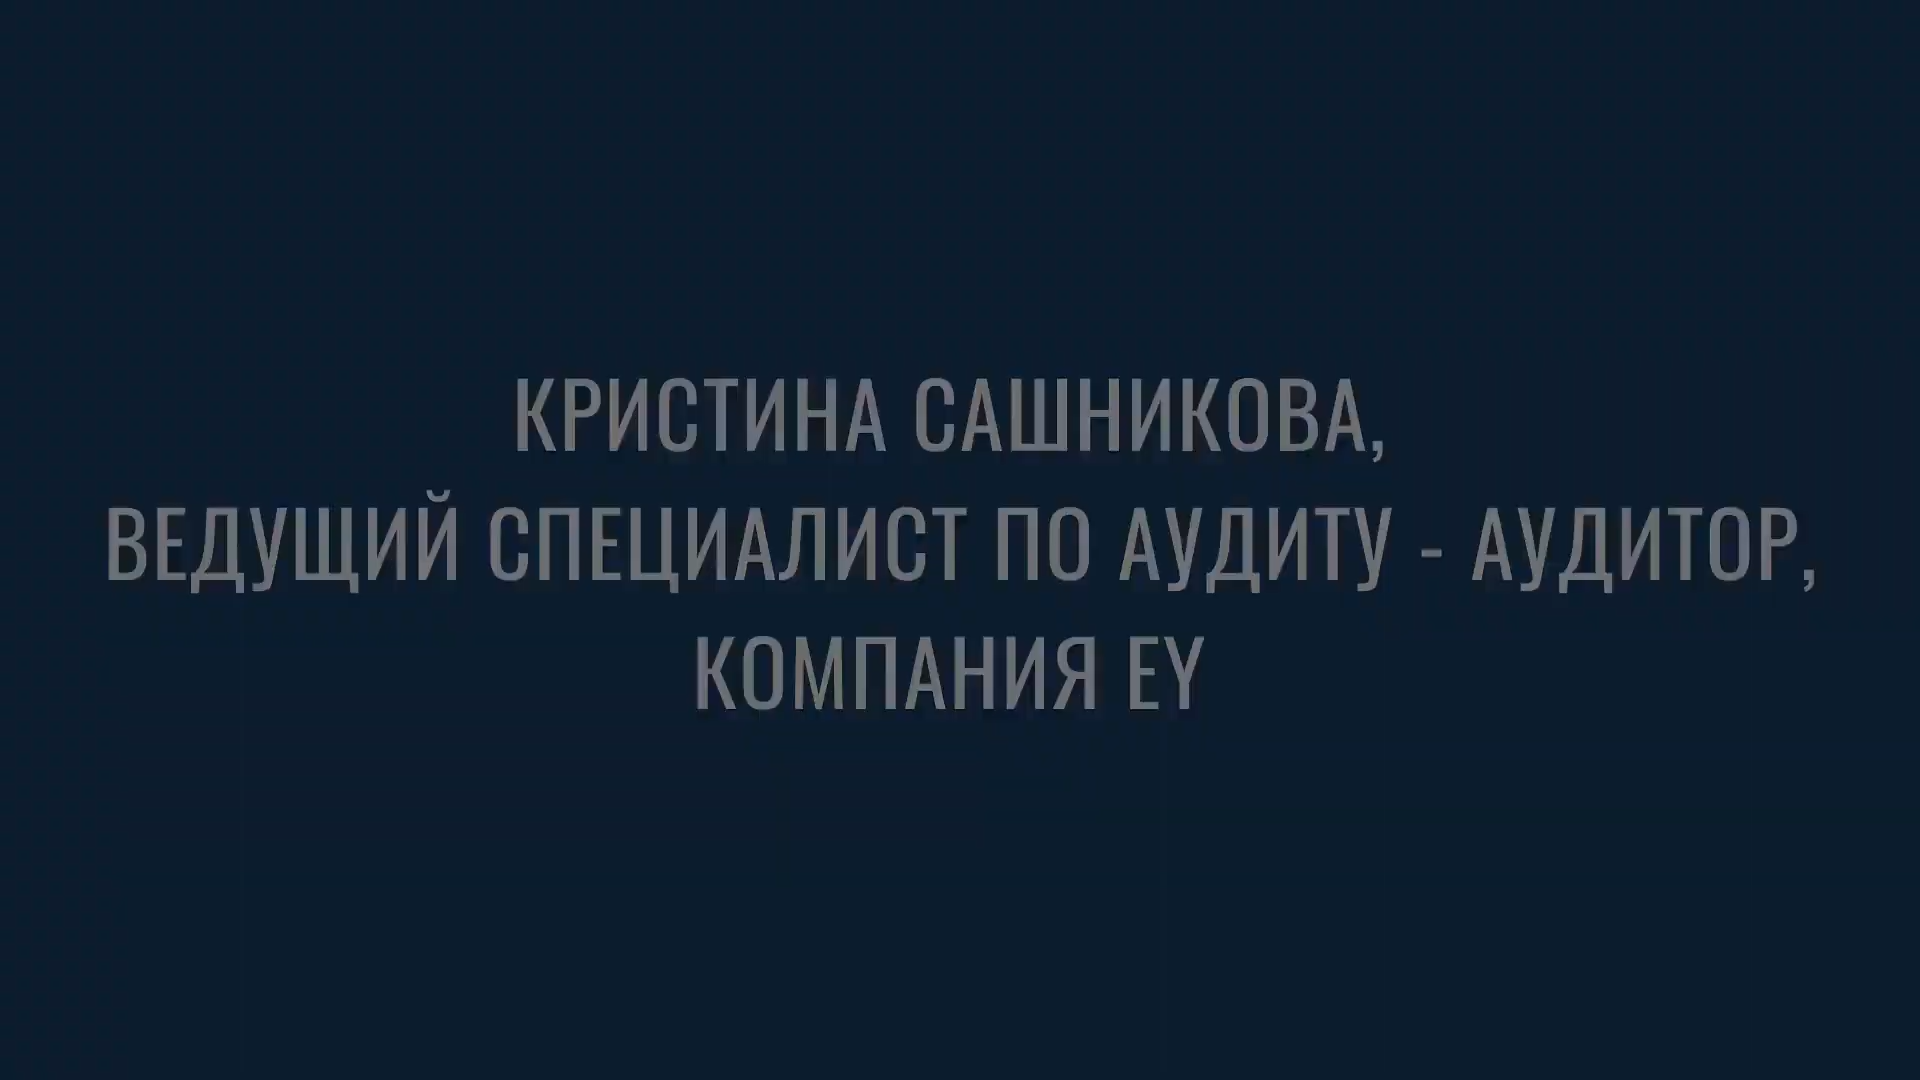 КРИСТИНА САШНИКОВА,
ВЕДУЩИЙ СПЕЦИАЛИСТ ПО АУДИТУ - АУДИТОР,
КОМПАНИЯ EY